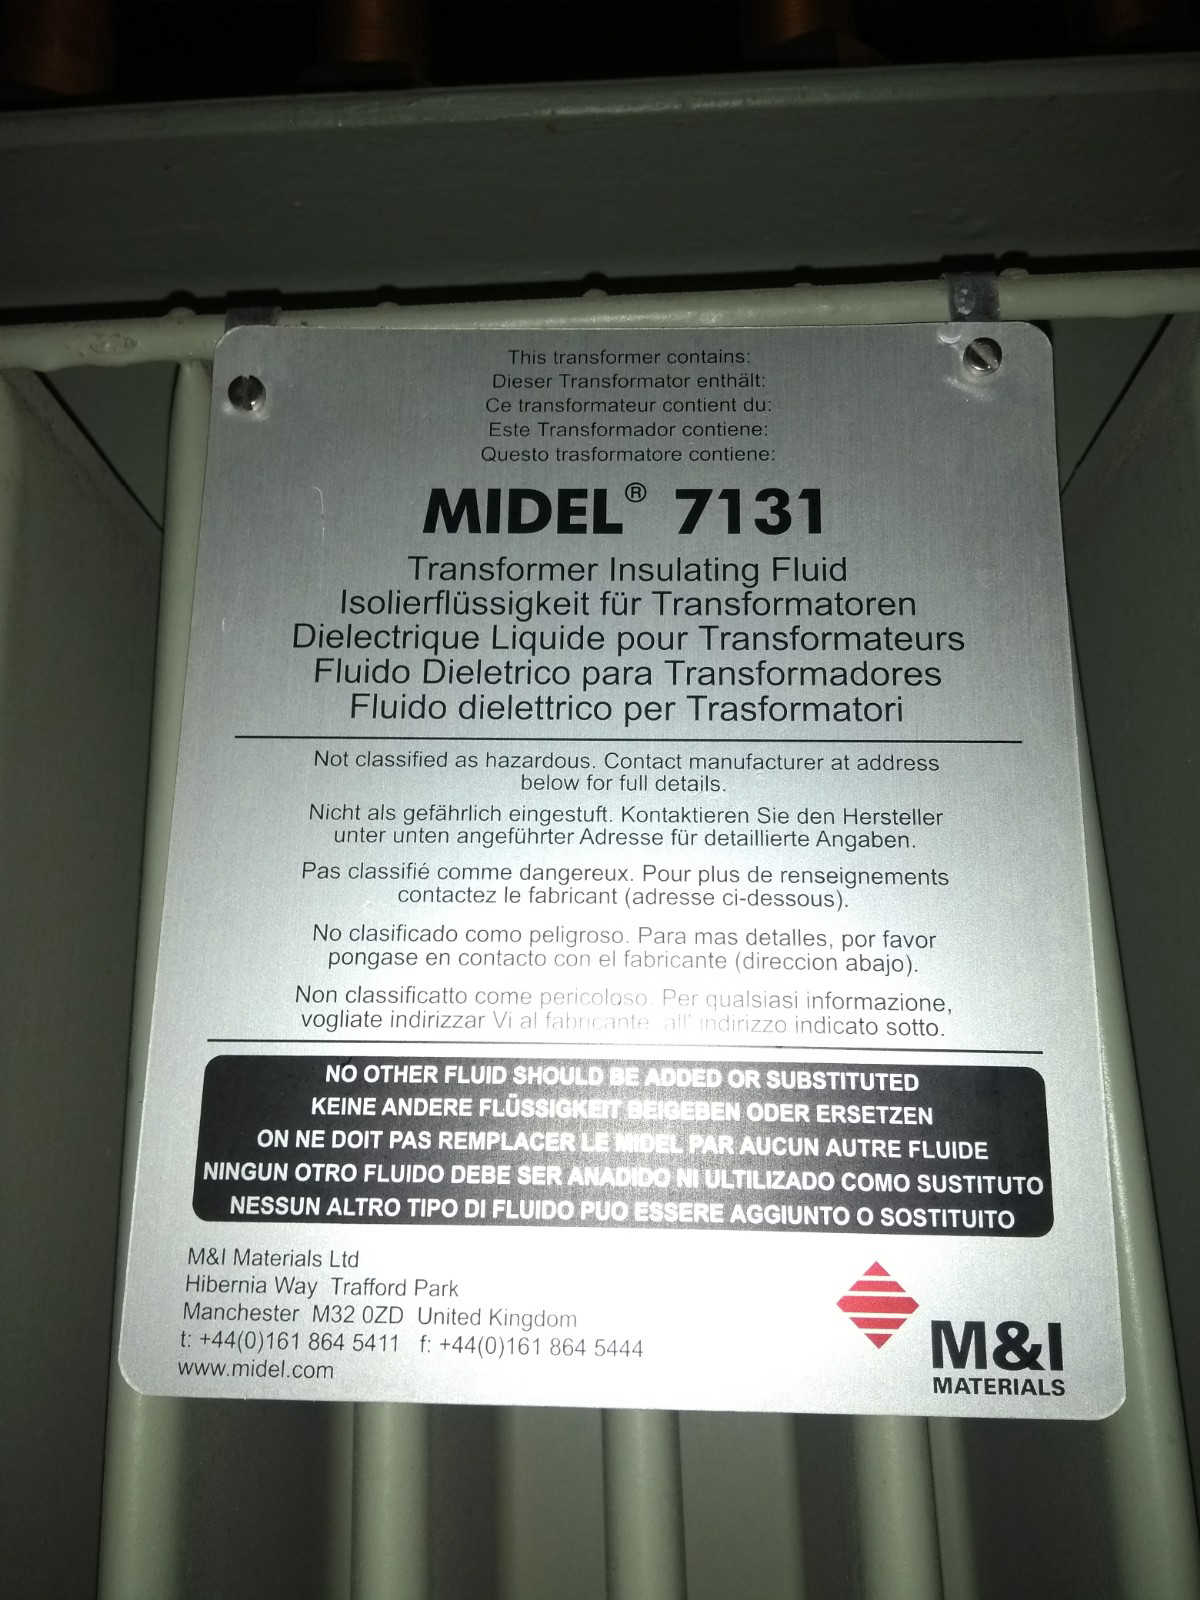 This transformer contains:
Dieser Transformator enthält:
Ce transformateur contient du:
Este Transformador contiene:
Questo trasformatore contiene:
MIDEL® 7131
Transformer Insulating Fluid
Isolierflüssigkeit für Transformatoren
Dielectrique Liquide pour Transformateurs
Fluido Dieletrico para Transformadores
Fluido dielettrico per Trasformatori
Not classified as hazardous. Contact manufacturer at address
below for full details.
Nicht als gefährlich eingestuft. Kontaktieren Sie den Hersteller
unter unten angeführter Adresse für detaillierte Angaben.
Pas classifié comme dangereux. Pour plus de renseignements
contactez le fabricant (adresse ci-dessous).
No clasificado como peligroso. Para mas detalles, por favor
pongase en contacto con el fabricante (direccion abajo).
Non classificatto come pericoloso. Per qualsiasi informazione,
vogliate indirizzar Vi al fabricante, all' indirizzo indicato sotto.
NO OTHER FLUID SHOULD BE ADDED OR SUBSTITUTED
KEINE ANDERE FLÜSSIGKEIT BEIGEBEN ODER ERSETZEN
ON NE DOIT PAS REMPLACER LE MIDEL PAR AUCUN AUTRE FLUIDE
NINGUN OTRO FLUIDO DEBE SER ANADIDO NI ULTILIZADO COMO SUSTITUTO
NESSUN ALTRO TIPO DI FLUIDO PUO ESSERE AGGIUNTO O SOSTITUITO
M&I Materials Ltd
Hibernia Way Trafford Park
Manchester M32 0ZD United Kingdom
t: +44(0)161 864 5411 f: +44(0)161 864 5444
www.midel.com
M&I
MATERIALS